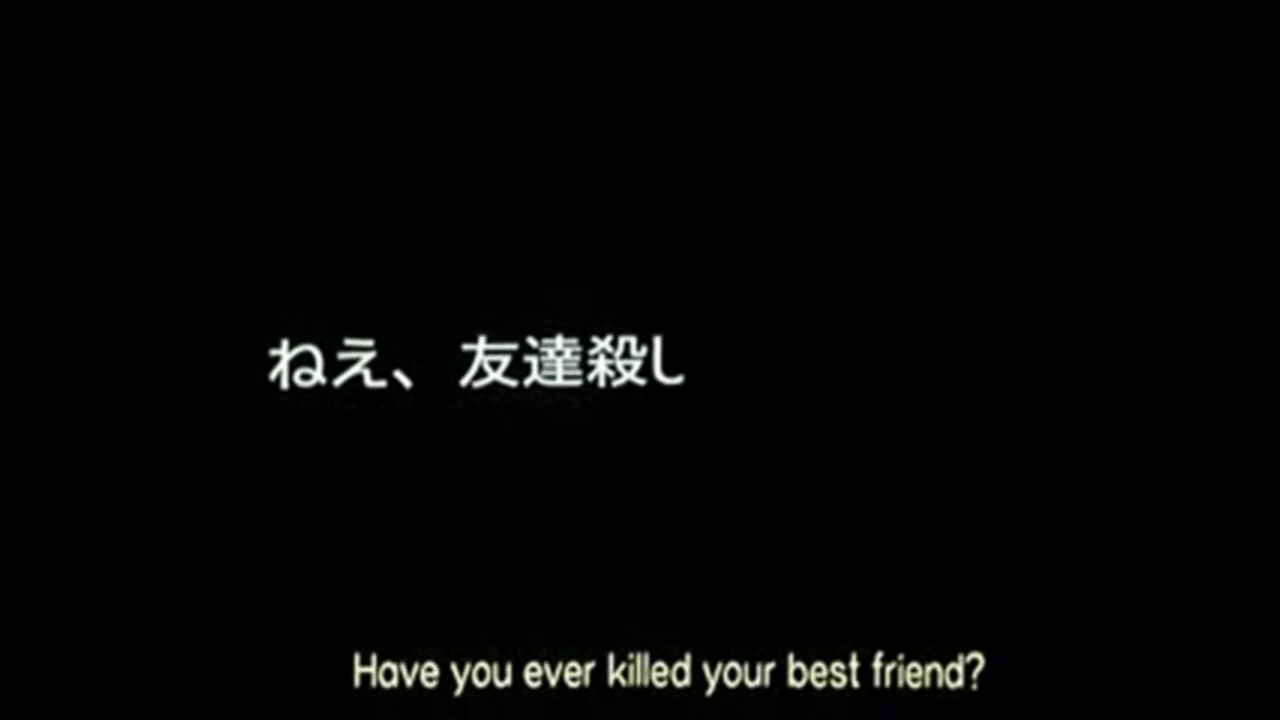 ねえ、友達殺し
Have you ever killed your best friend?